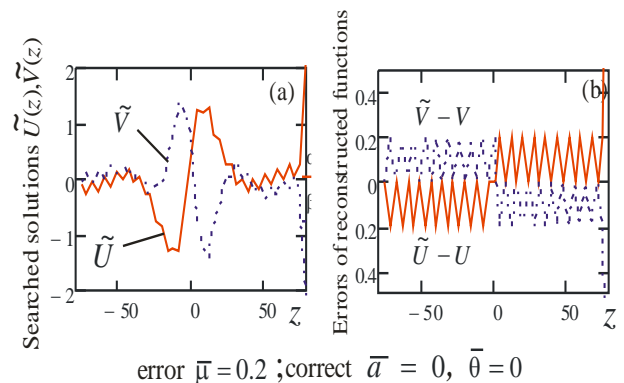 Searched solutions Ũ(z),Ṽ(z)
2
1
0
−1
−2
−50
0
50
z
(a)
Ṽ
Ũ
α
β
Errors of reconstructed functions
0.4
0.2
0
0.2
0.4
−50
0
50
z
(b)
Ṽ − V
Ũ − U
error μ̄ = 0.2 ; correct a̅ = 0, θ̄ = 0